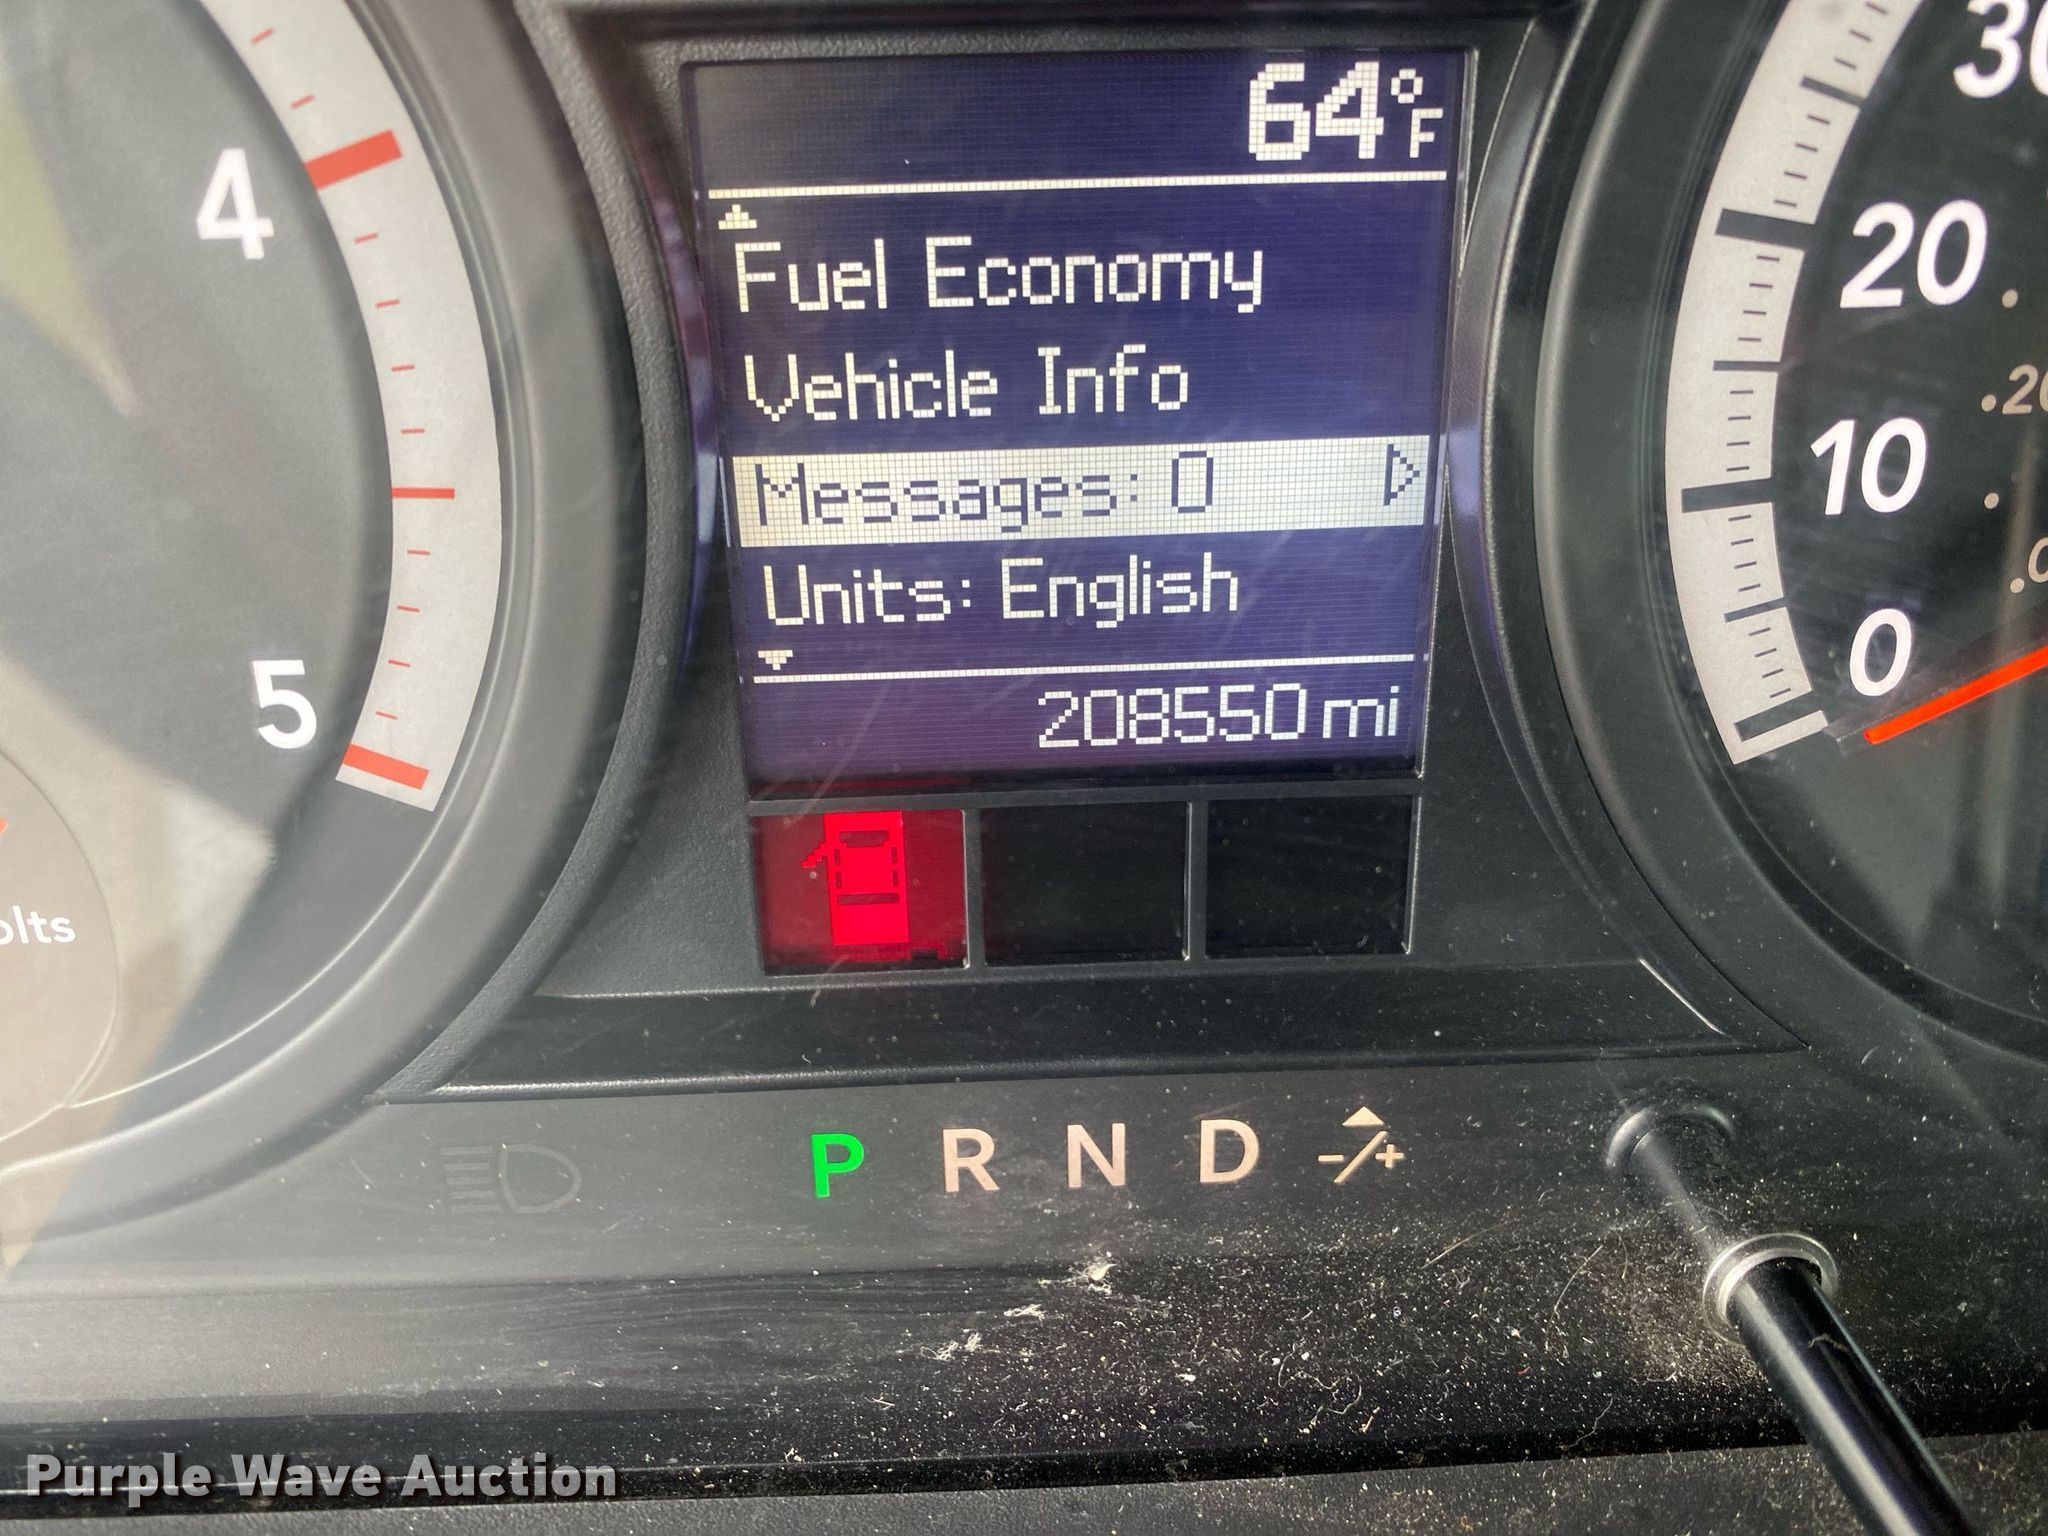 64°F
Fuel Economy
Vehicle Info
Messages: 0
Units: English
208550 mi
4
5
olts
30
20
10
0
.20
P R N D -/+
Purple Wave Auction